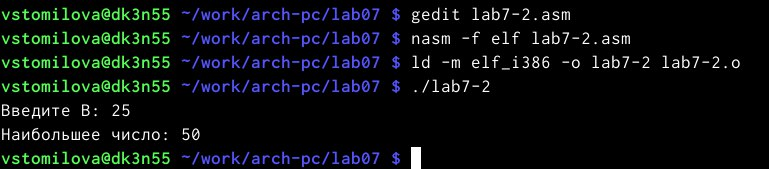 vstomilova@dk3n55 ~/work/arch-pc/lab07 $ gedit lab7-2.asm
vstomilova@dk3n55 ~/work/arch-pc/lab07 $ nasm -f elf lab7-2.asm
vstomilova@dk3n55 ~/work/arch-pc/lab07 $ ld -m elf_i386 -o lab7-2 lab7-2.o
vstomilova@dk3n55 ~/work/arch-pc/lab07 $ ./lab7-2
Введите В: 25
Наибольшее число: 50
vstomilova@dk3n55 ~/work/arch-pc/lab07 $